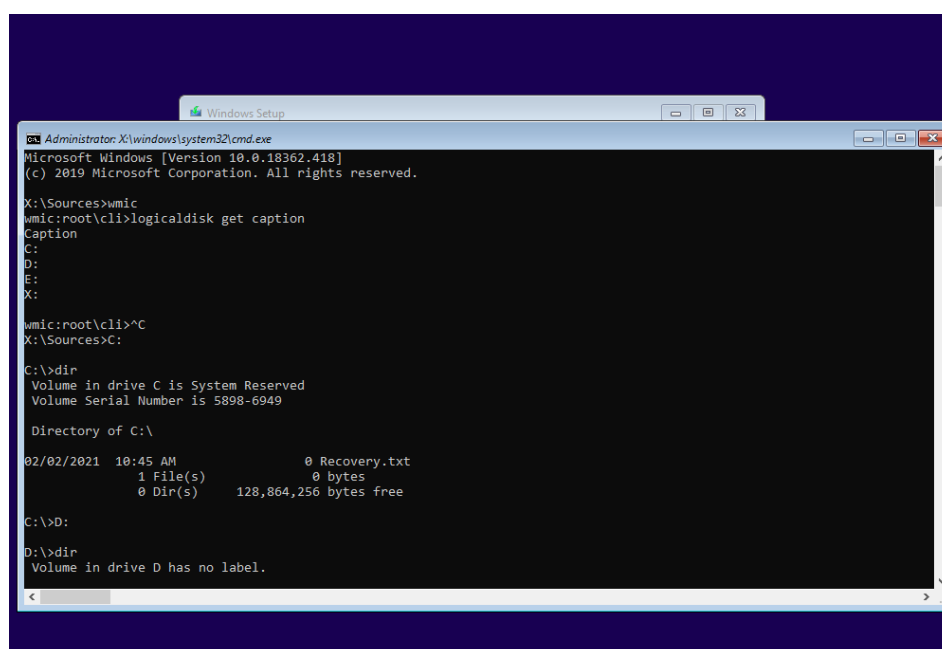 Windows Setup
Administrator: X:\windows\system32\cmd.exe
Microsoft Windows [Version 10.0.18362.418]
(c) 2019 Microsoft Corporation. All rights reserved.
X:\Sources>wmic
wmic:root\cli>logicaldisk get caption
Caption
C:
D:
E:
X:
wmic:root\cli>^C
X:\Sources>C:
C:\>dir
Volume in drive C is System Reserved
Volume Serial Number is 5898-6949
Directory of C:\
02/02/2021  10:45 AM                 0 Recovery.txt
1 File(s)              0 bytes
0 Dir(s)    128,864,256 bytes free
C:\>D:
D:\>dir
Volume in drive D has no label.